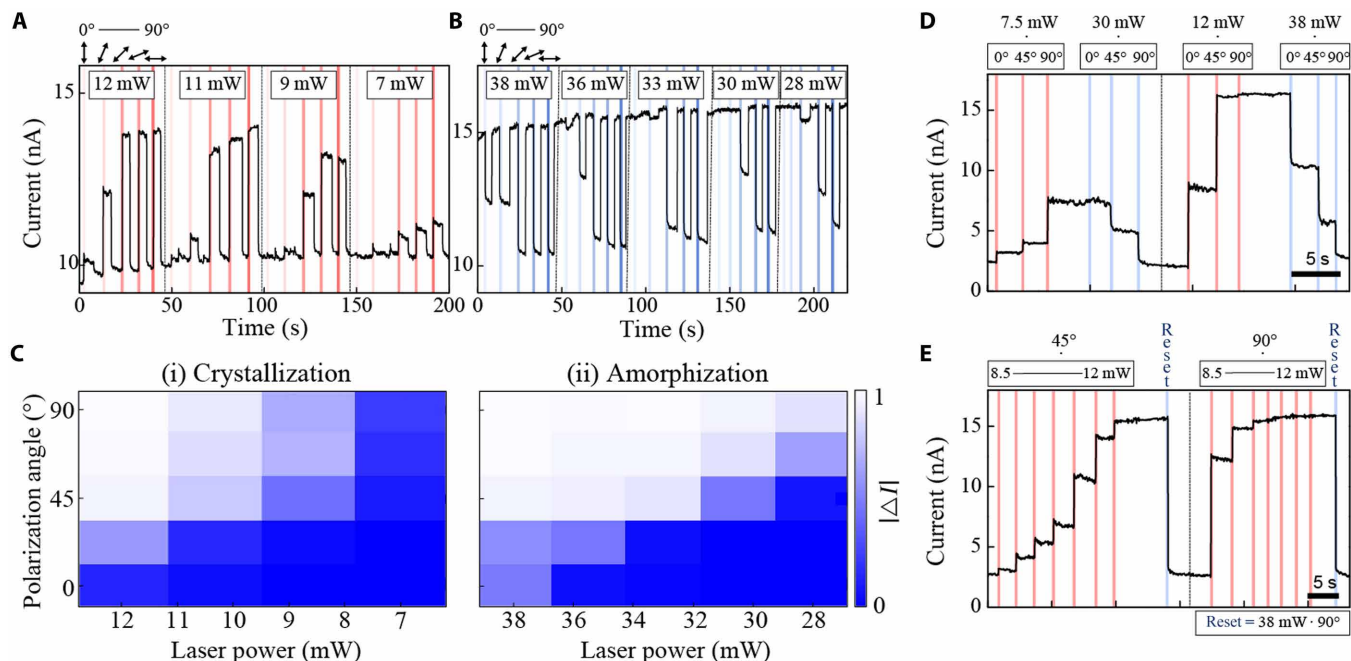 A
0° 90°
12 mW 11 mW 9 mW 7 mW
15
10
Current (nA)
0 50 100 150 200
Time (s)
B
0° 90°
38 mW 36 mW 33 mW 30 mW 28 mW
15
10
0 50 100 150 200
Time (s)
C
(i) Crystallization
Polarization angle (°)
90
45
0
12 11 10 9 8 7
Laser power (mW)
(ii) Amorphization
38 36 34 32 30 28
Laser power (mW)
1
|△I|
0
D
7.5 mW 30 mW 12 mW 38 mW
0° 45° 90° 0° 45° 90° 0° 45° 90° 0° 45° 90°
Current (nA)
15
10
5
0
5 s
E
45° Reset 90° Reset
8.5 12 mW 8.5 12 mW
Current (nA)
15
10
5
0
5 s
Reset = 38 mW · 90°